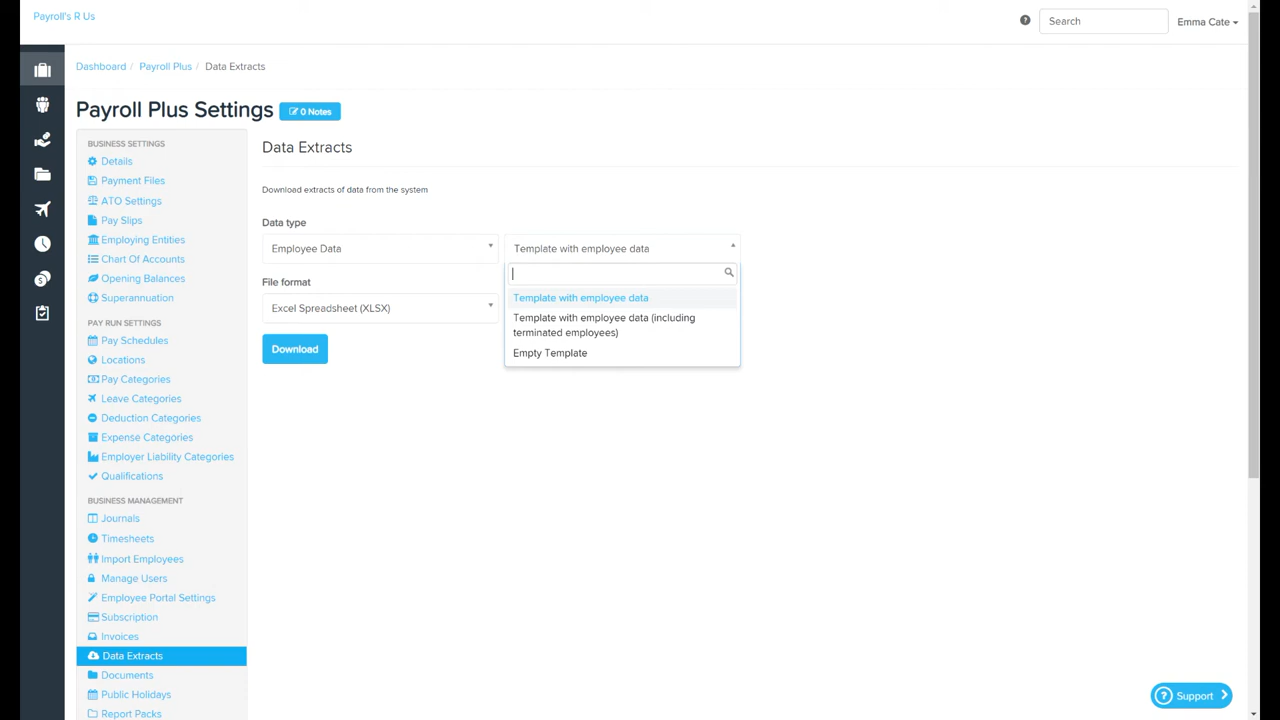 Payroll's R Us
Search
Emma Cate
Dashboard / Payroll Plus / Data Extracts
Payroll Plus Settings
0 Notes
BUSINESS SETTINGS
Details
Payment Files
ATO Settings
Pay Slips
Employing Entities
Chart Of Accounts
Opening Balances
Superannuation
PAY RUN SETTINGS
Pay Schedules
Locations
Pay Categories
Leave Categories
Deduction Categories
Expense Categories
Employer Liability Categories
Qualifications
BUSINESS MANAGEMENT
Journals
Timesheets
Import Employees
Manage Users
Employee Portal Settings
Subscription
Invoices
Data Extracts
Documents
Public Holidays
Report Packs
Data Extracts
Download extracts of data from the system
Data type
Employee Data
Template with employee data
Template with employee data
Template with employee data (including
terminated employees)
Empty Template
File format
Excel Spreadsheet (XLSX)
Download
Support